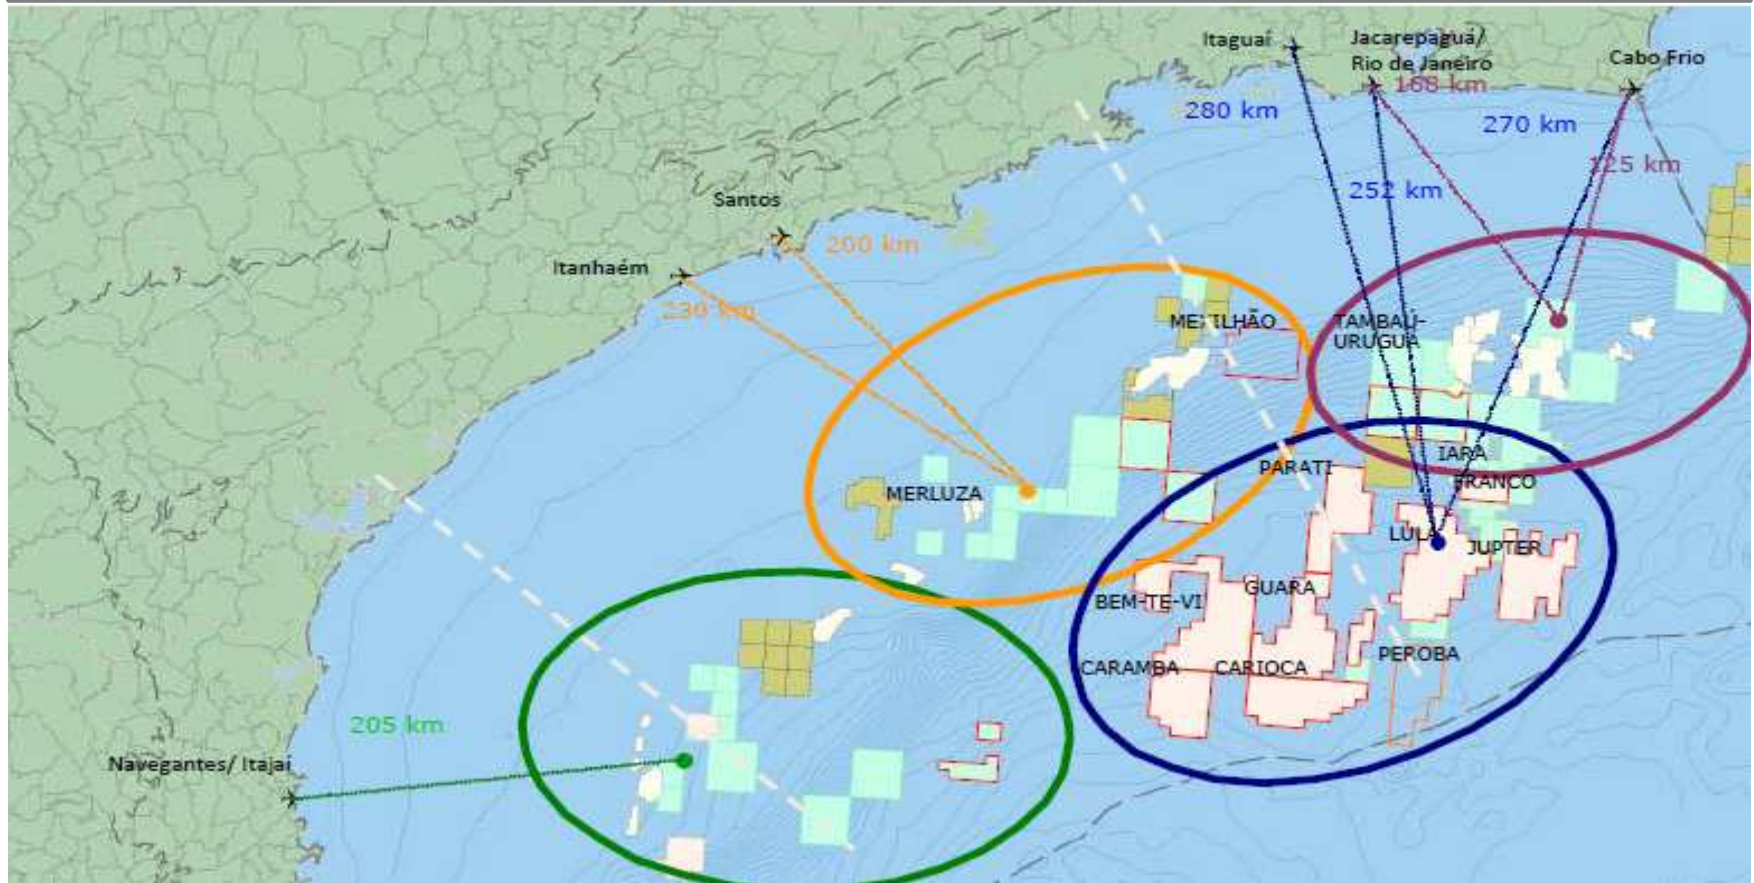 Itaguaí
Jacarepaguá/
Rio de Janeiro
Cabo Frio
168 km
280 km
270 km
125 km
252 km
Santos
200 km
Itanhaém
230 km
MEXILHÃO
TAMBAU-
URUGUA
IARA
PARATI
FRANCO
MERLUZA
LULA
JUPTER
GUARA
BEM-TE-VI
PEROBA
CARAMBA
CARIOCA
205 km
Navegantes/ Itajaí